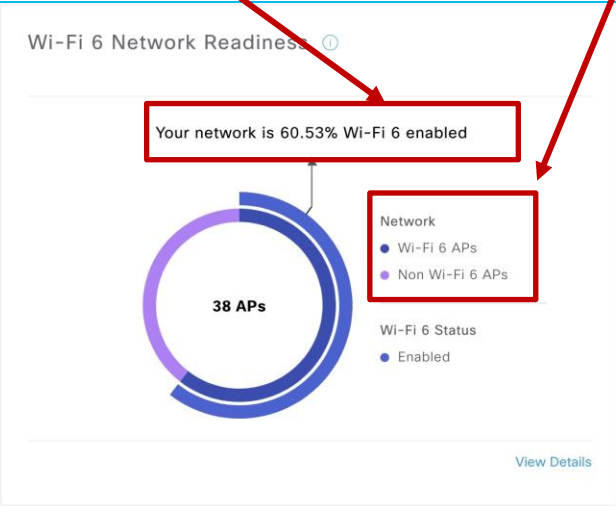 Wi-Fi 6 Network Readiness
Your network is 60.53% Wi-Fi 6 enabled
38 APs
Network
Wi-Fi 6 APs
Non Wi-Fi 6 APs
Wi-Fi 6 Status
Enabled
View Details